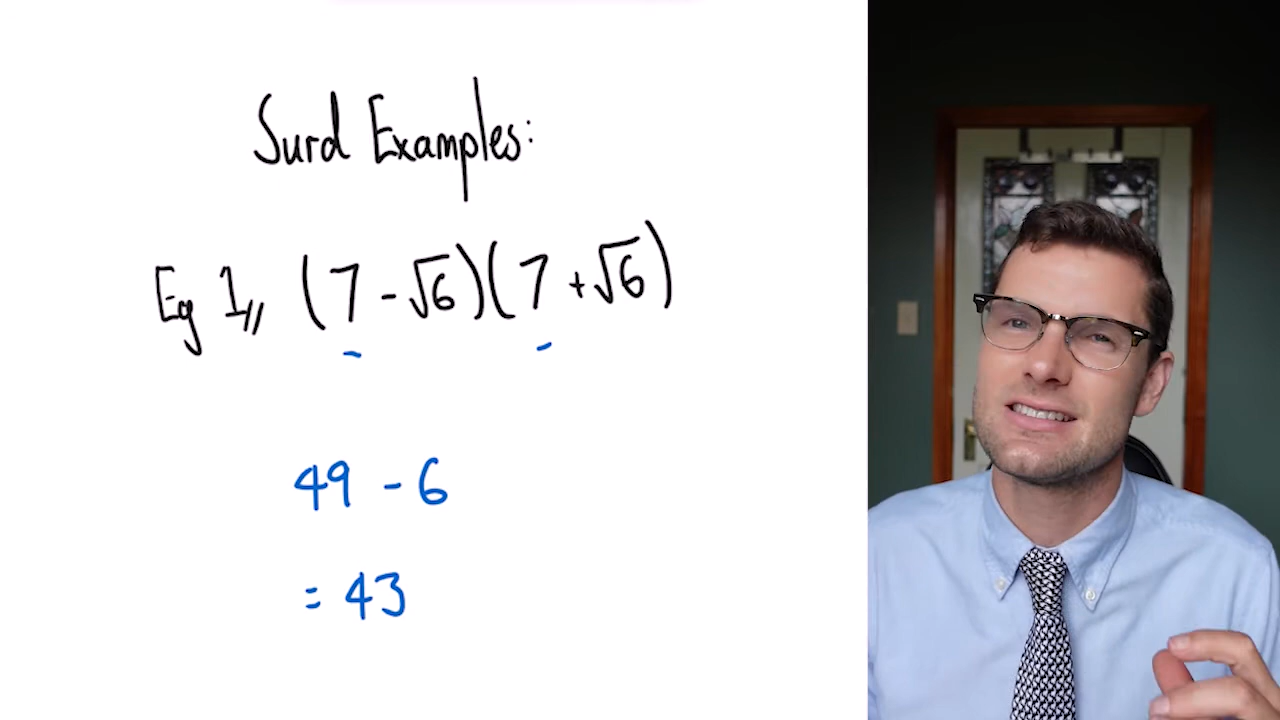 Surd Examples:
Eg 1// (7 - √6)(7 + √6)
49 - 6
= 43